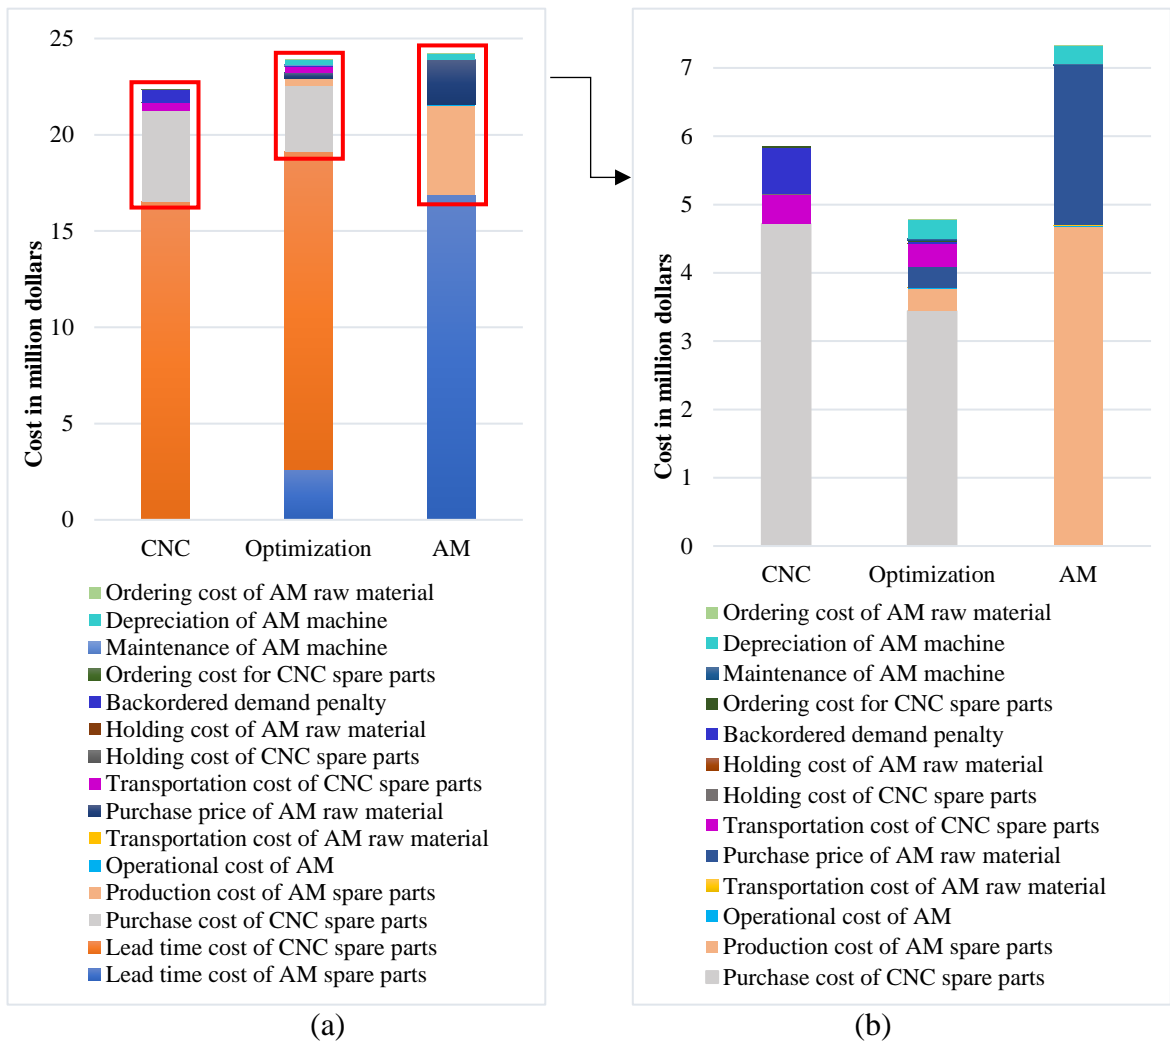 25
20
15
10
5
0
Cost in million dollars
CNC
Optimization
AM
Ordering cost of AM raw material
Depreciation of AM machine
Maintenance of AM machine
Ordering cost for CNC spare parts
Backordered demand penalty
Holding cost of AM raw material
Holding cost of CNC spare parts
Transportation cost of CNC spare parts
Purchase price of AM raw material
Transportation cost of AM raw material
Operational cost of AM
Production cost of AM spare parts
Purchase cost of CNC spare parts
Lead time cost of CNC spare parts
Lead time cost of AM spare parts
(a)
7
6
5
4
3
2
1
0
Cost in million dollars
CNC
Optimization
AM
Ordering cost of AM raw material
Depreciation of AM machine
Maintenance of AM machine
Ordering cost for CNC spare parts
Backordered demand penalty
Holding cost of AM raw material
Holding cost of CNC spare parts
Transportation cost of CNC spare parts
Purchase price of AM raw material
Transportation cost of AM raw material
Operational cost of AM
Production cost of AM spare parts
Purchase cost of CNC spare parts
(b)